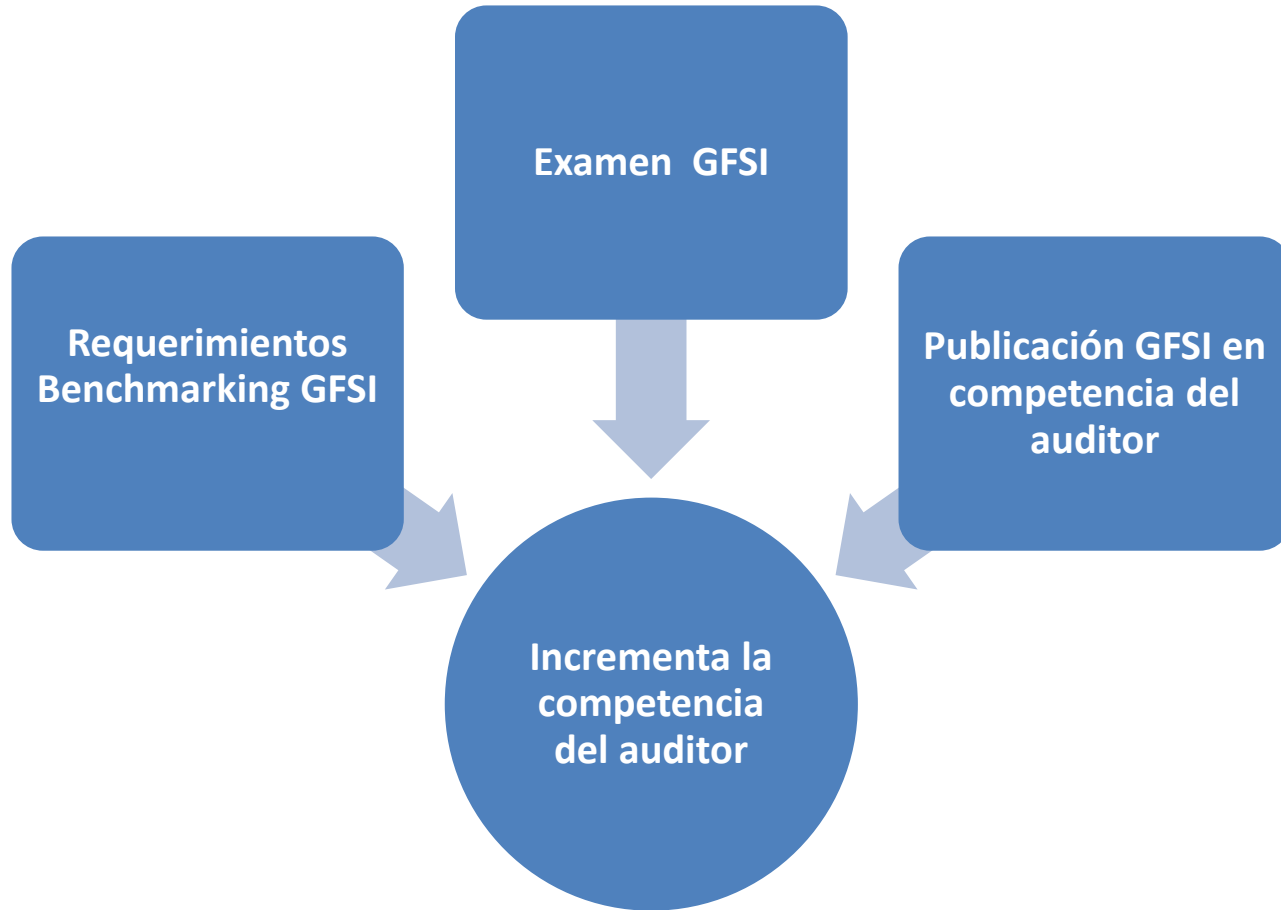 Examen GFSI
Requerimientos
Benchmarking GFSI
Publicación GFSI en
competencia del
auditor
Incrementa la
competencia
del auditor